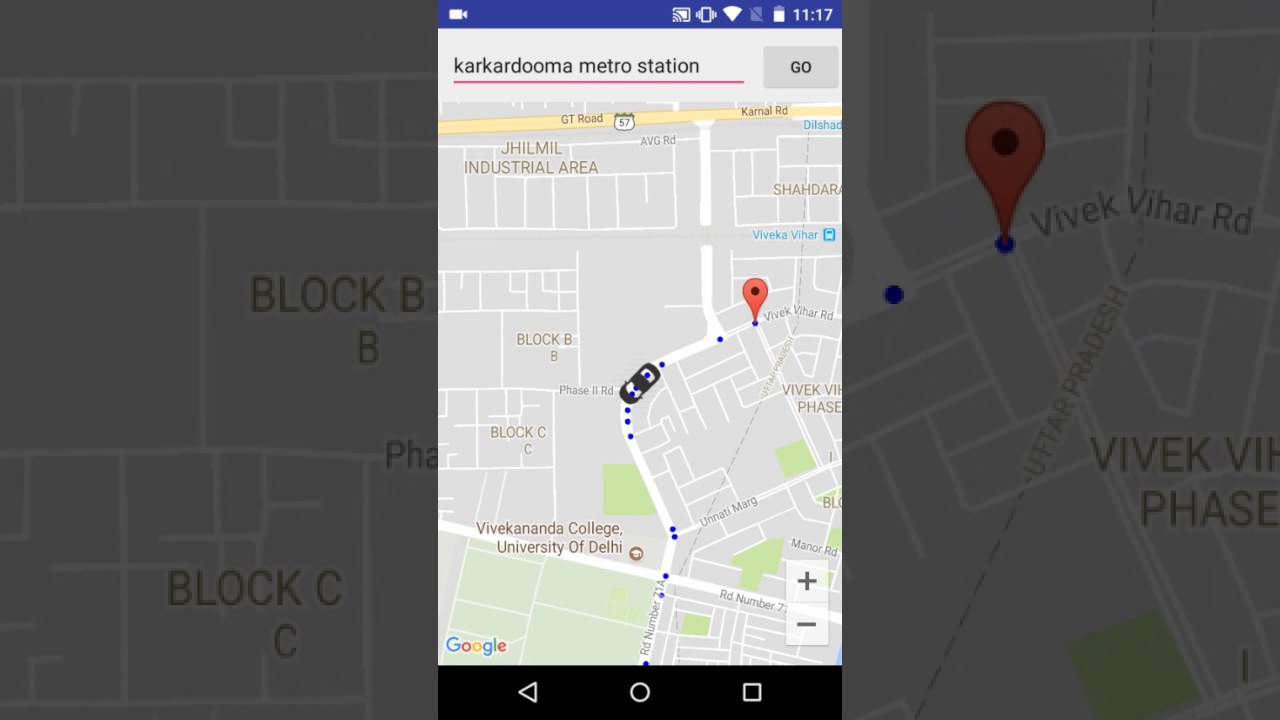 11:17
karkardooma metro station
GO
Karnal Rd
GT Road
57
Dilshad
AVG Rd
JHILMIL
INDUSTRIAL AREA
SHAHDARA
Viveka Vihar
Vivek Vihar Rd
BLOCK B
B
UTTAR PRADESH
Phase II Rd
VIVEK VIH
PHASE
BLOCK C
C
I
Unnati Marg
BLO
Vivekananda College,
University Of Delhi
Manor Rd
+
Rd Number 7
Rd Number 71A
−
Google
BLOCK B
B
Pha
BLOCK C
C
Vivek Vihar Rd
UTTAR PRADESH
VIVEK VIH
PHASE
I